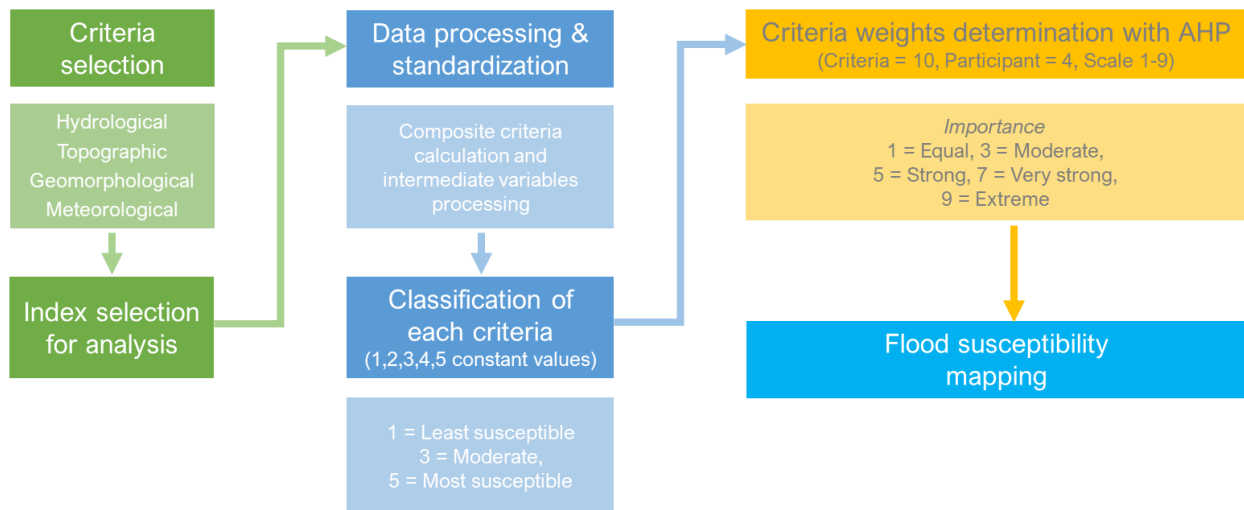 Criteria
selection
Hydrological
Topographic
Geomorphological
Meteorological
Index selection
for analysis
Data processing &
standardization
Composite criteria
calculation and
intermediate variables
processing
Classification of
each criteria
(1,2,3,4,5 constant values)
1 = Least susceptible
3 = Moderate,
5 = Most susceptible
Criteria weights determination with AHP
(Criteria = 10, Participant = 4, Scale 1-9)
Importance
1 = Equal, 3 = Moderate,
5 = Strong, 7 = Very strong,
9 = Extreme
Flood susceptibility
mapping